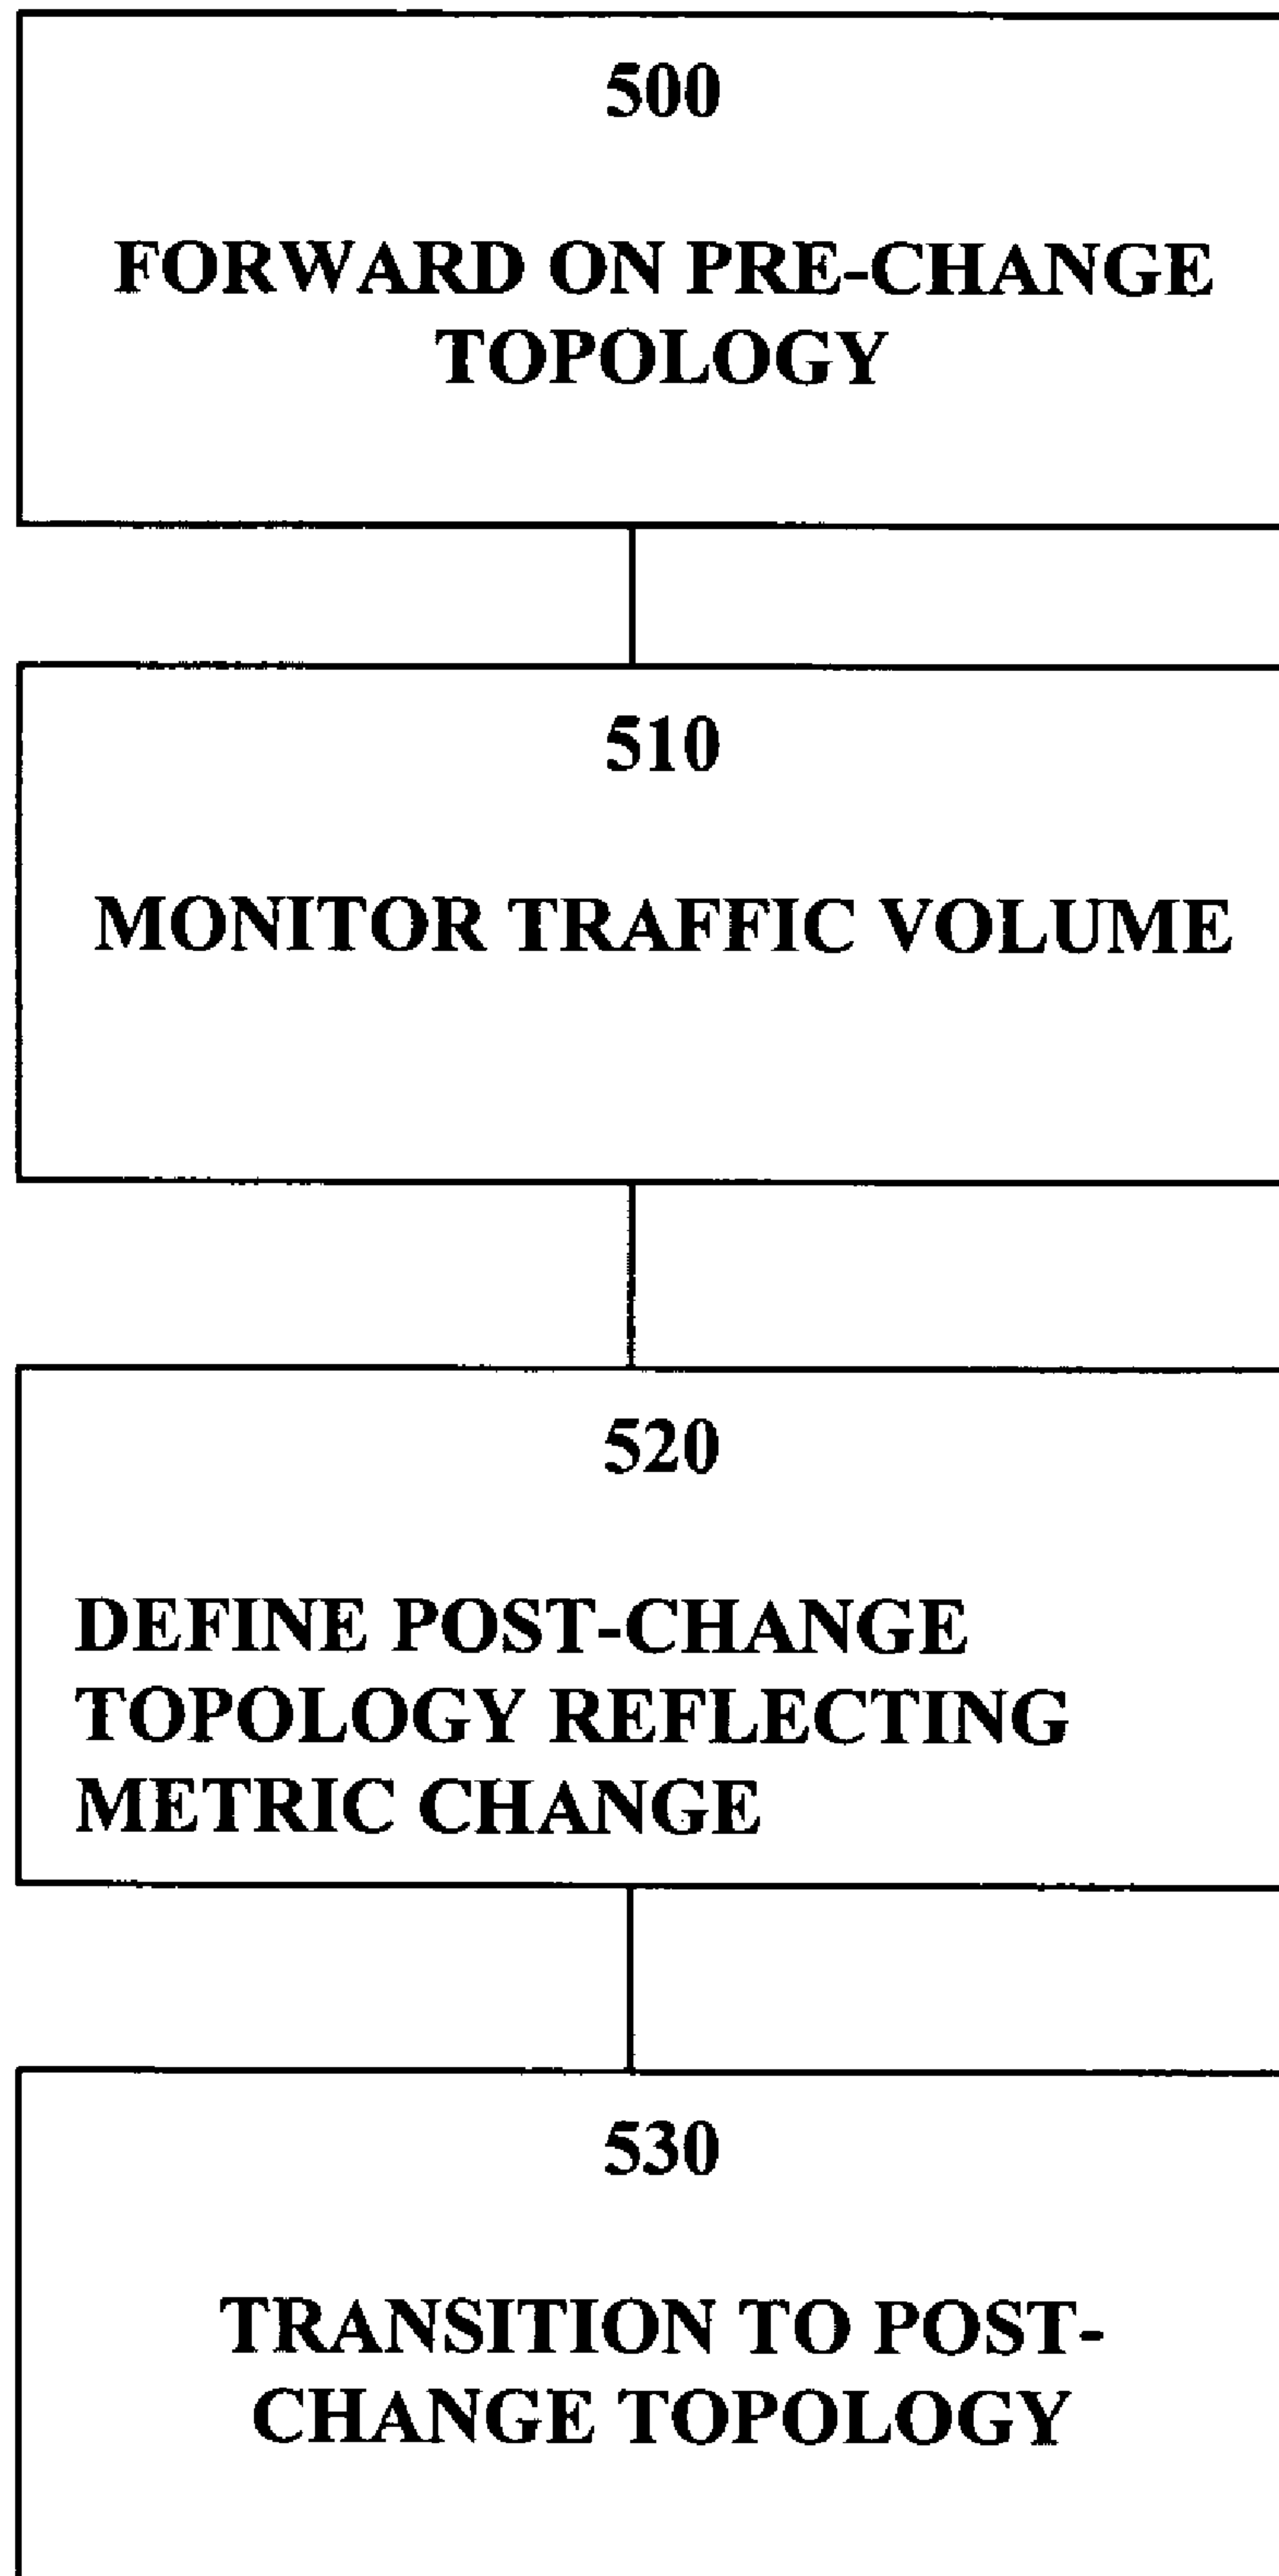 500
FORWARD ON PRE-CHANGE
TOPOLOGY
510
MONITOR TRAFFIC VOLUME
520
DEFINE POST-CHANGE
TOPOLOGY REFLECTING
METRIC CHANGE
530
TRANSITION TO POST-
CHANGE TOPOLOGY